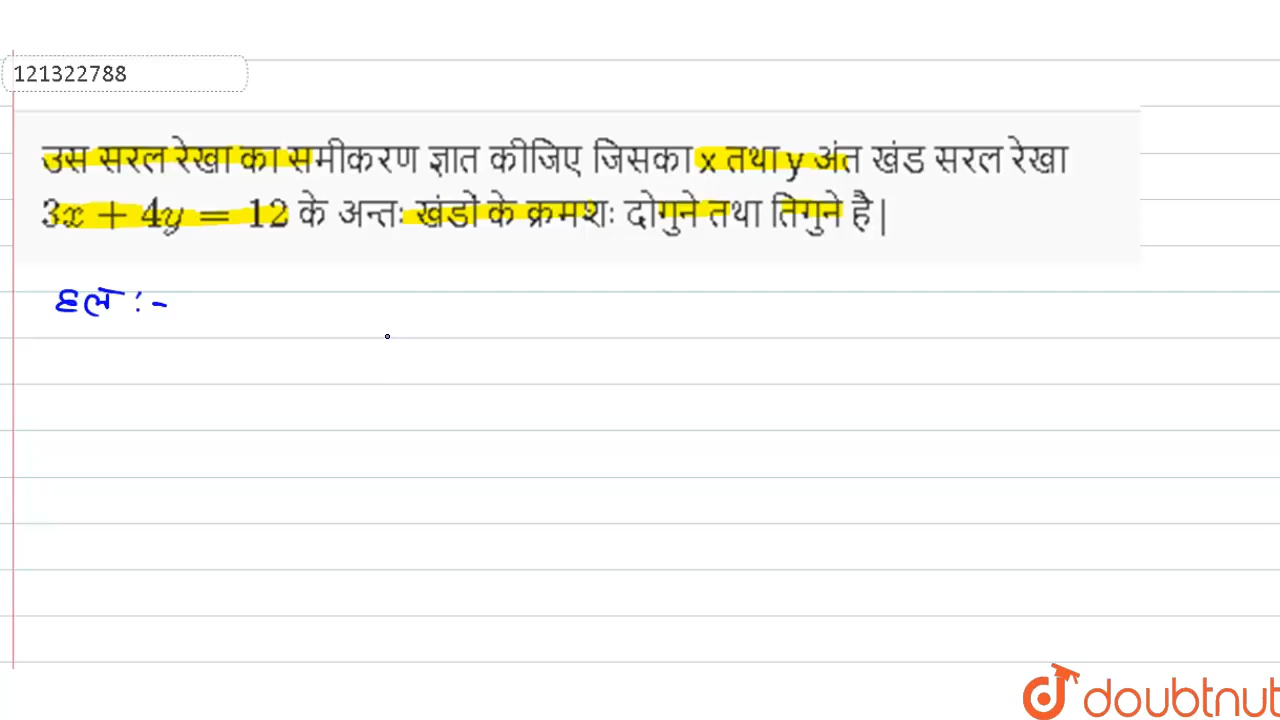 121322788
उस सरल रेखा का समीकरण ज्ञात कीजिए जिसका x तथा y अंत खंड सरल रेखा
3x + 4y = 12 के अन्तः खंडों के क्रमशः दोगुने तथा तिगुने है |
हल :-
doubtnut